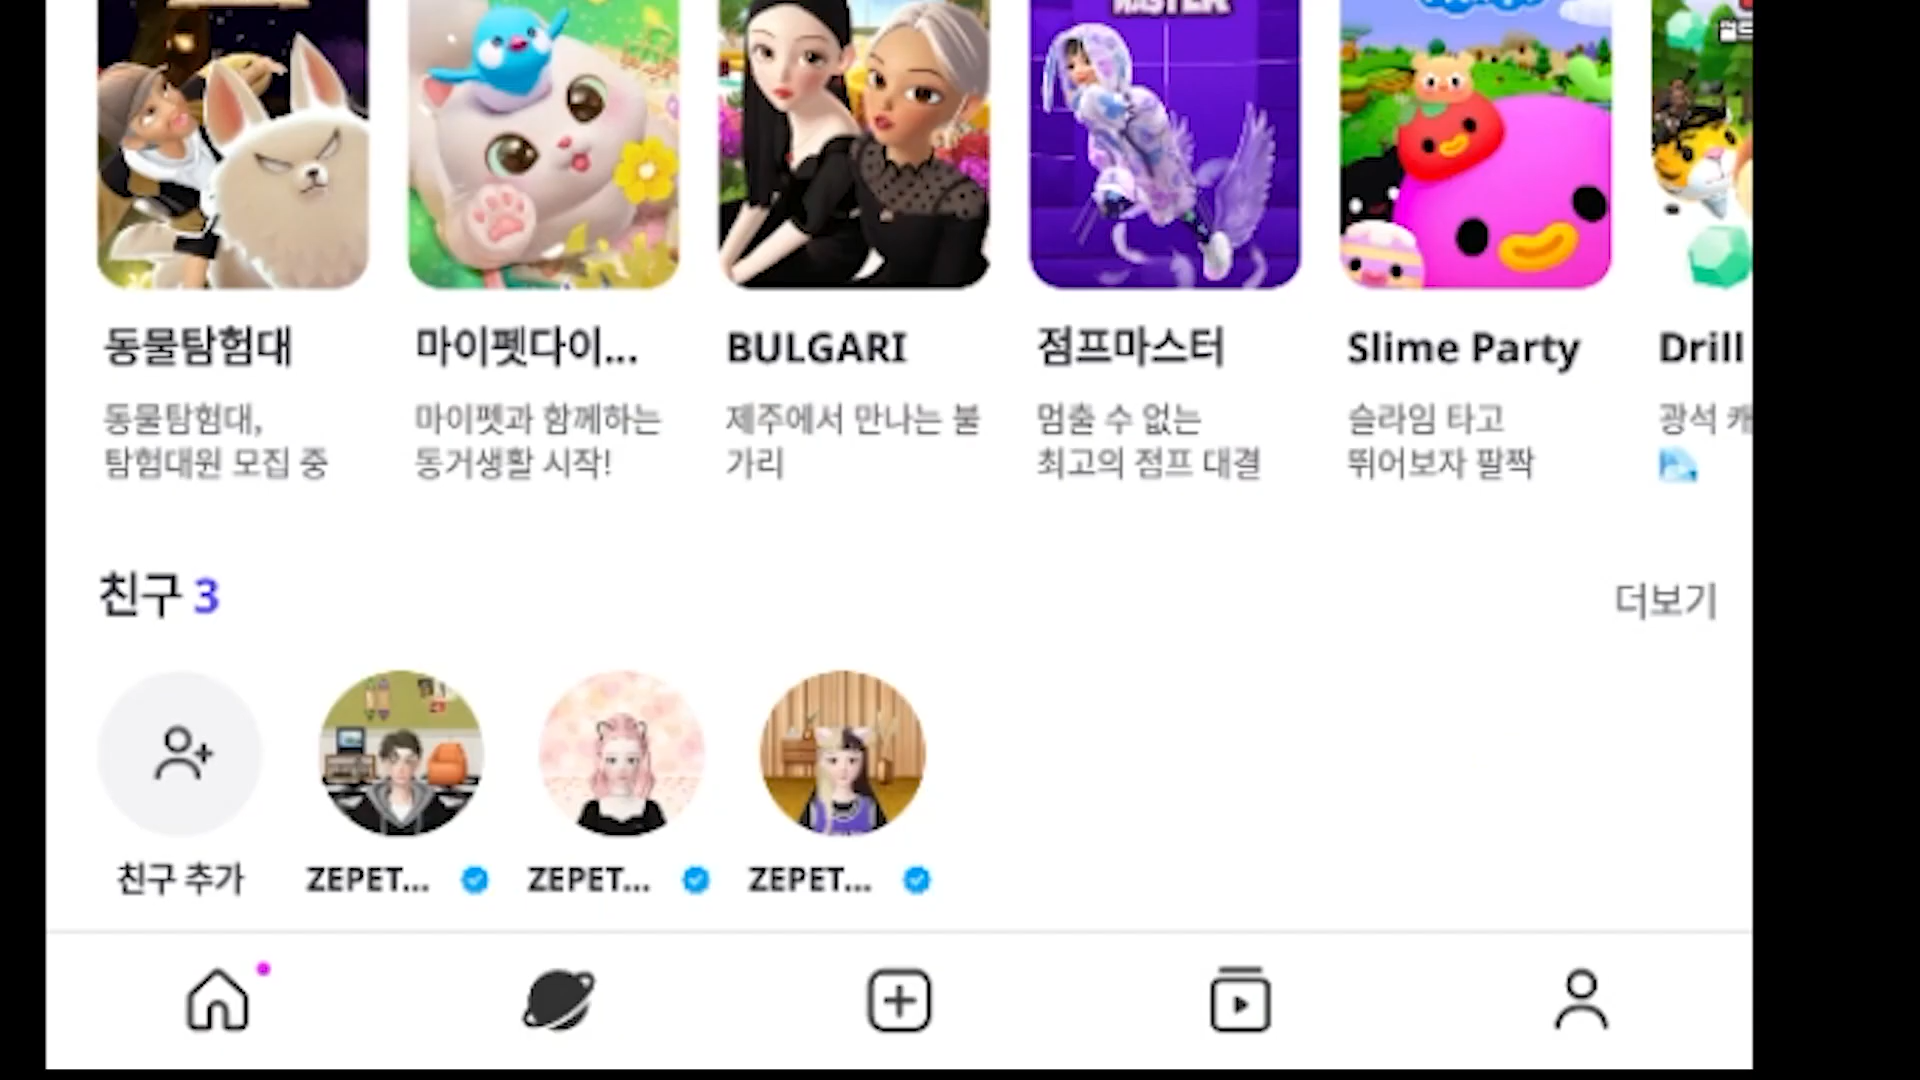 MASTER
동물탐험대
마이펫다이...
BULGARI
점프마스터
Slime Party
Drill
동물탐험대,
탐험대원 모집 중
마이펫과 함께하는
동거생활 시작!
제주에서 만나는 불
가리
멈출 수 없는
최고의 점프 대결
슬라임 타고
뛰어보자 팔짝
광석 캐
친구 3
더보기
친구 추가
ZEPET...
ZEPET...
ZEPET...